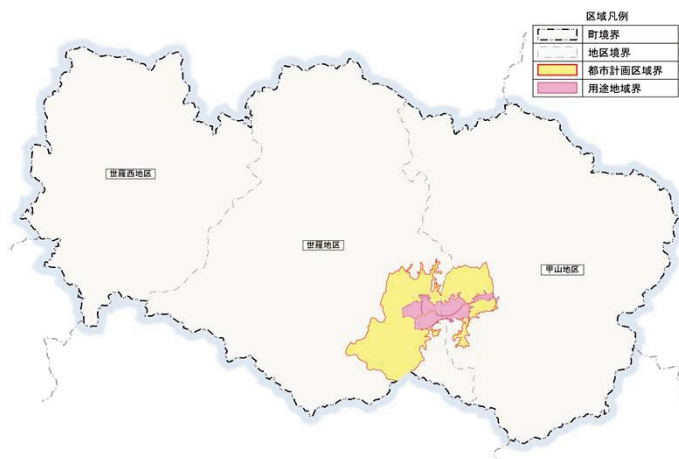 区域凡例
町境界
地区境界
都市計画区域界
用途地域界
世羅西地区
世羅地区
甲山地区